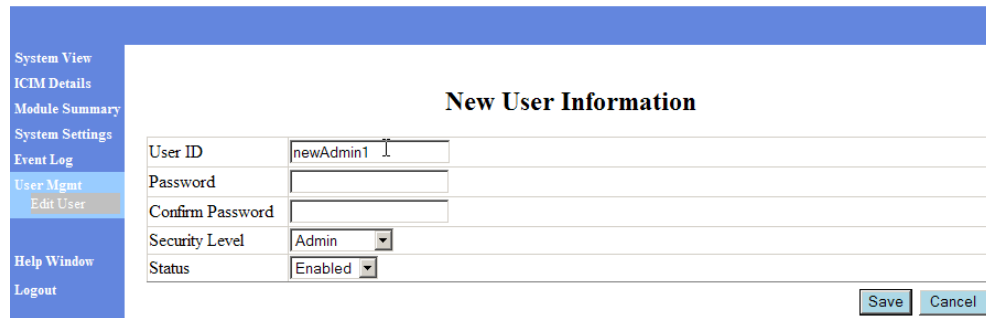 System View
ICIM Details
Module Summary
System Settings
Event Log
User Mgmt
Edit User
Help Window
Logout
New User Information
User ID newAdmin1
Password
Confirm Password
Security Level Admin
Status Enabled
Save Cancel